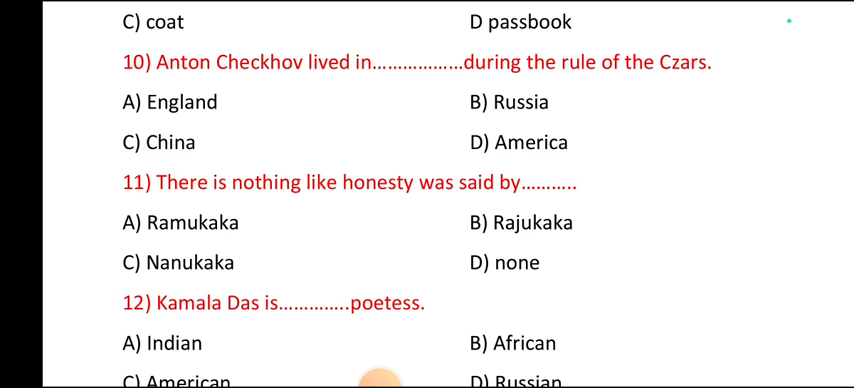 C) coat D passbook
10) Anton Checkhov lived in………………during the rule of the Czars.
A) England B) Russia
C) China D) America
11) There is nothing like honesty was said by………..
A) Ramukaka B) Rajukaka
C) Nanukaka D) none
12) Kamala Das is…………..poetess.
A) Indian B) African
C) American D) Russian